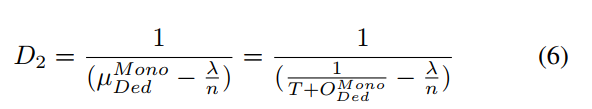 $D_2 = \frac{1}{(\mu_{Ded}^{Mono} - \frac{\lambda}{n})} = \frac{1}{(\frac{1}{T+O_{Ded}^{Mono}} - \frac{\lambda}{n})}$ (6)